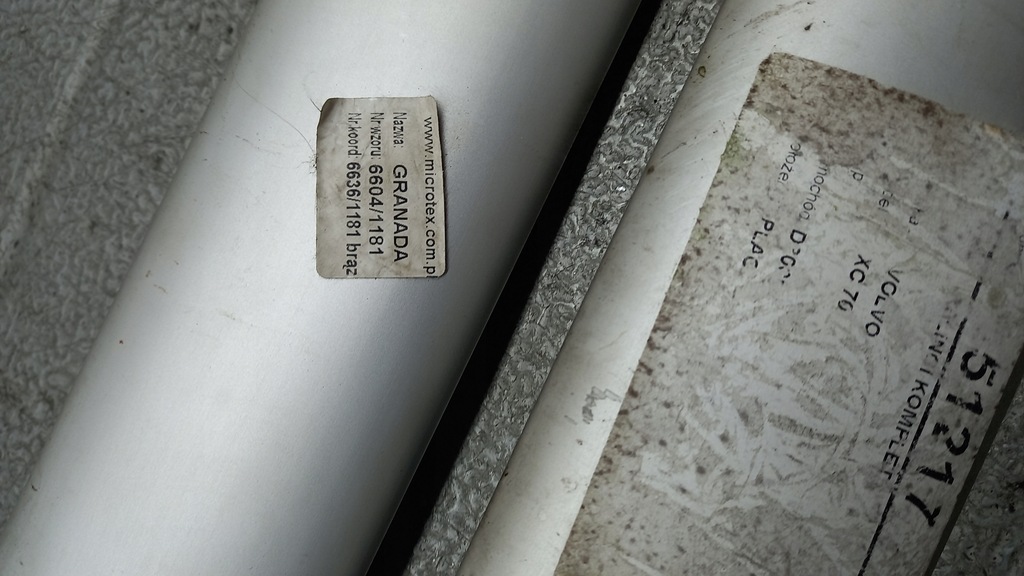 www.microtex.com.p
Nazwa: GRANADA
Nr wzoru: 6604/1181
Nr koord 6636/1181 brąz
51217
KOMPLET
VOLVO
XC 70
PLAC